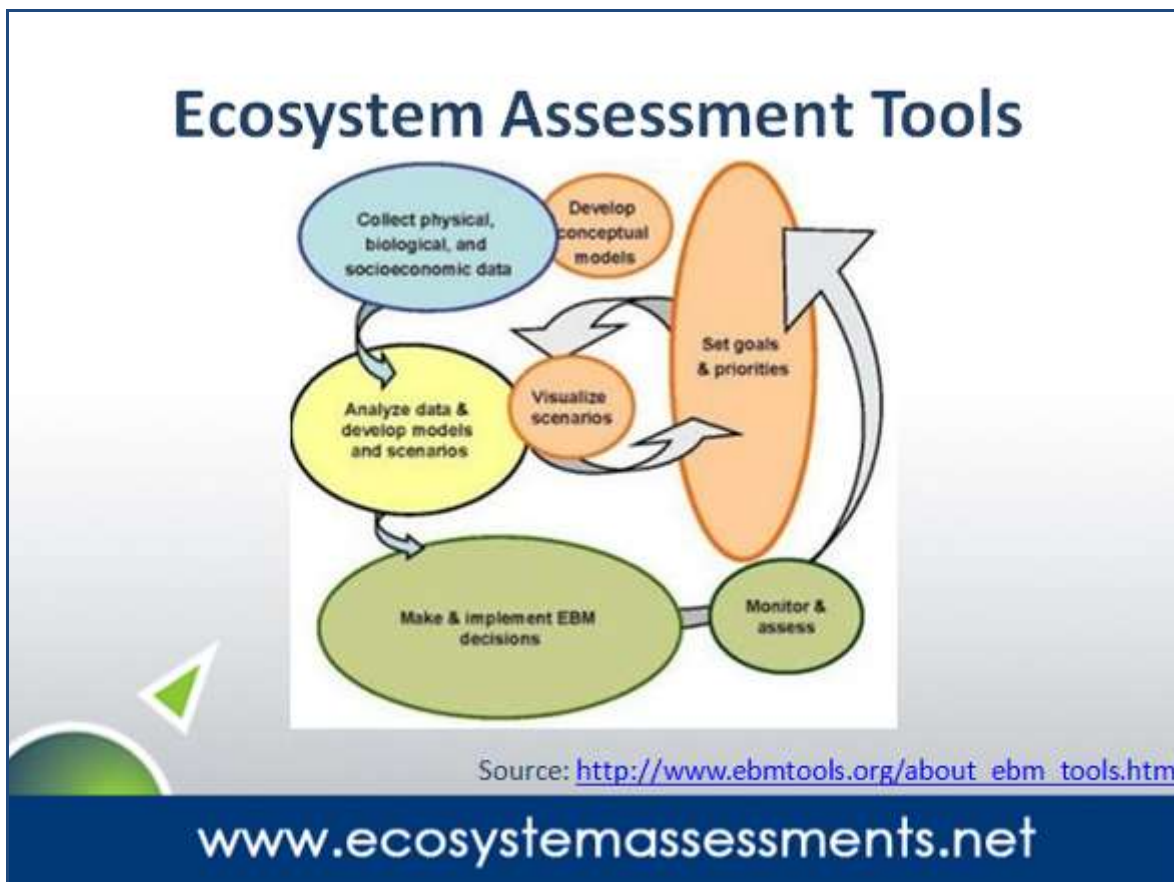 Ecosystem Assessment Tools
Collect physical,
biological, and
socioeconomic data
Develop
conceptual
models
Set goals
& priorities
Visualize
scenarios
Analyze data &
develop models
and scenarios
Make & implement EBM
decisions
Monitor &
assess
Source: http://www.ebmtools.org/about_ebm_tools.htm
www.ecosystemassessments.net